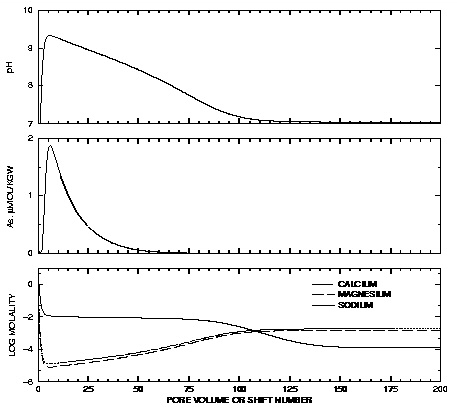 10
9
8
7
pH
2
1
0
As, µMOL/KGW
0
−2
−4
−6
LOG MOLALITY
CALCIUM
MAGNESIUM
SODIUM
0 25 50 75 100 125 150 175 200
PORE VOLUME OR SHIFT NUMBER